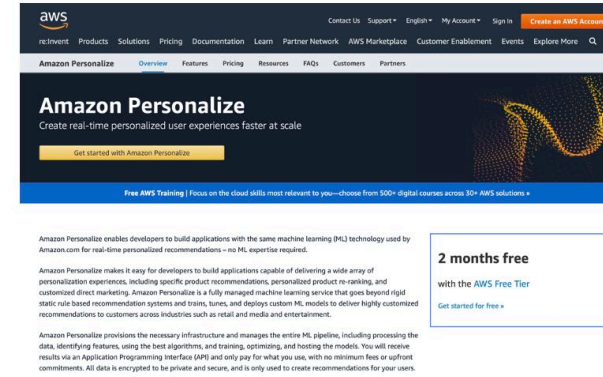 aws
Contact Us Support English My Account Sign In Create an AWS Account
re:Invent Products Solutions Pricing Documentation Learn Partner Network AWS Marketplace Customer Enablement Events Explore More
Amazon Personalize Overview Features Pricing Resources FAQs Customers Partners
Amazon Personalize
Create real-time personalized user experiences faster at scale
Get started with Amazon Personalize
Free AWS Training | Focus on the cloud skills most relevant to you—choose from 500+ digital courses across 30+ AWS solutions »
Amazon Personalize enables developers to build applications with the same machine learning (ML) technology used by
Amazon.com for real-time personalized recommendations – no ML expertise required.
Amazon Personalize makes it easy for developers to build applications capable of delivering a wide array of
personalization experiences, including specific product recommendations, personalized product re-ranking, and
customized direct marketing. Amazon Personalize is a fully managed machine learning service that goes beyond rigid
static rule based recommendation systems and trains, tunes, and deploys custom ML models to deliver highly customized
recommendations to customers across industries such as retail and media and entertainment.
Amazon Personalize provisions the necessary infrastructure and manages the entire ML pipeline, including processing the
data, identifying features, using the best algorithms, and training, optimizing, and hosting the models. You will receive
results via an Application Programming Interface (API) and only pay for what you use, with no minimum fees or upfront
commitments. All data is encrypted to be private and secure, and is only used to create recommendations for your users.
2 months free
with the AWS Free Tier
Get started for free »